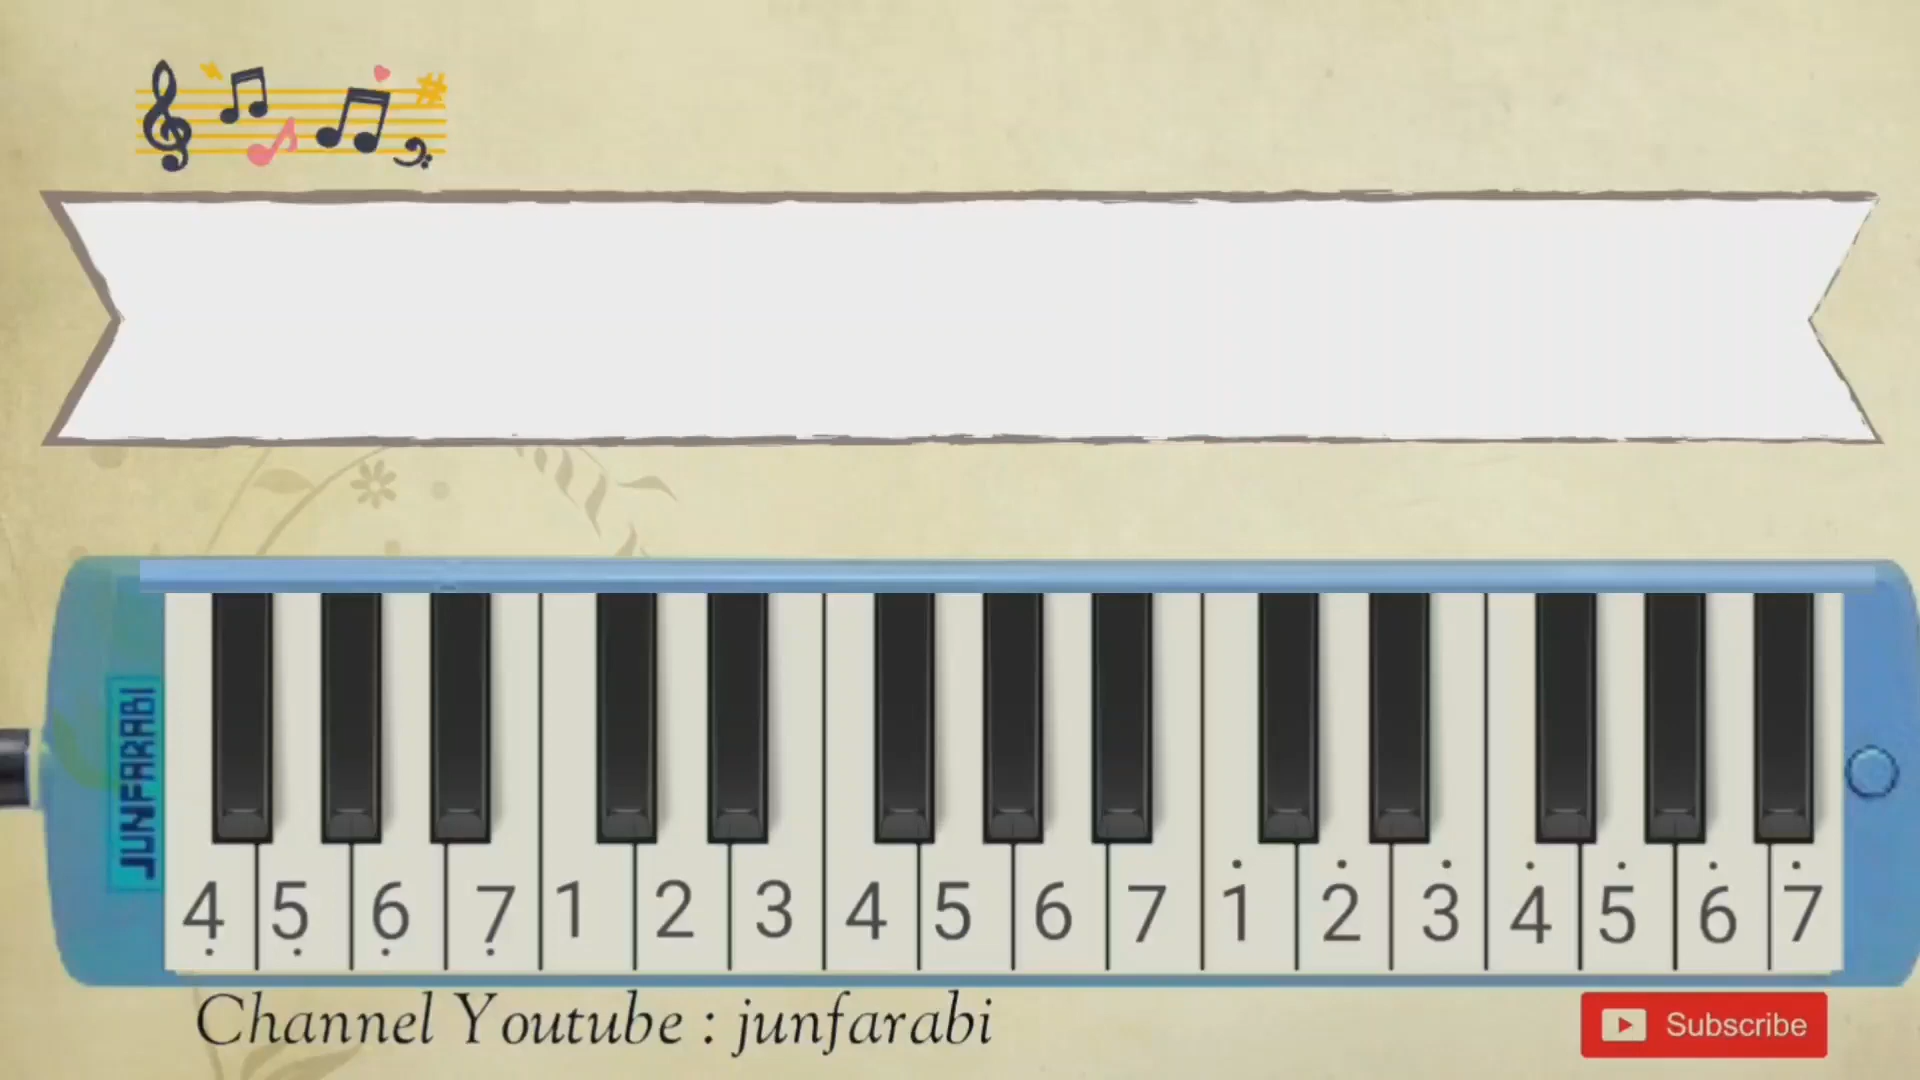 JUNFARABI
4̣ 5̣ 6̣ 7̣ 1 2 3 4 5 6 7 1̇ 2̇ 3̇ 4̇ 5̇ 6̇ 7̇
Channel Youtube : junfarabi
Subscribe